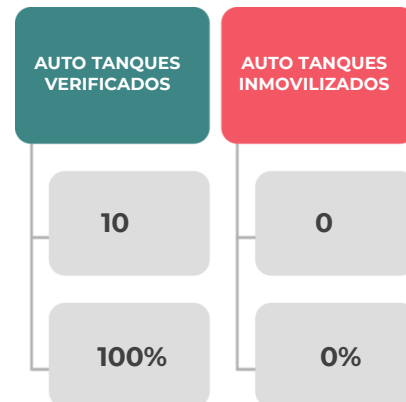 AUTO TANQUES
VERIFICADOS
10
100%
AUTO TANQUES
INMOVILIZADOS
0
0%